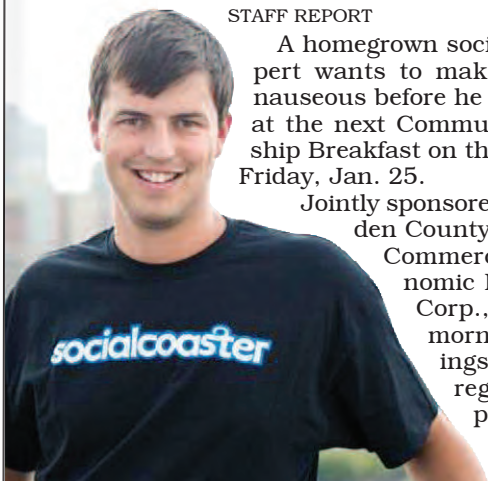 STAFF REPORT
A homegrown soci
pert wants to mak
nauseous before he
at the next Commu
ship Breakfast on th
Friday, Jan. 25.
Jointly sponsore
den County
Commerc
nomic
Corp.,
morn
ings
reg
p
socialcoaster